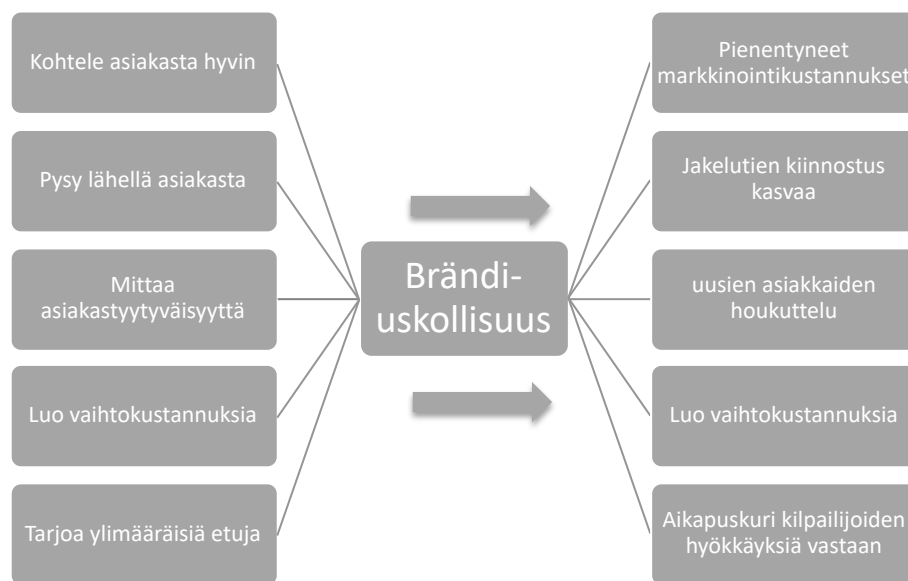 Kohtele asiakasta hyvin
Pysy lähellä asiakasta
Mittaa
asiakastyytyväisyyttä
Luo vaihtokustannuksia
Tarjoa ylimääräisiä etuja
Brändi-
uskollisuus
Pienentyneet
markkinointikustannukset
Jakelutien kiinnostus
kasvaa
uusien asiakkaiden
houkuttelu
Luo vaihtokustannuksia
Aikapuskuri kilpailijoiden
hyökkäyksiä vastaan